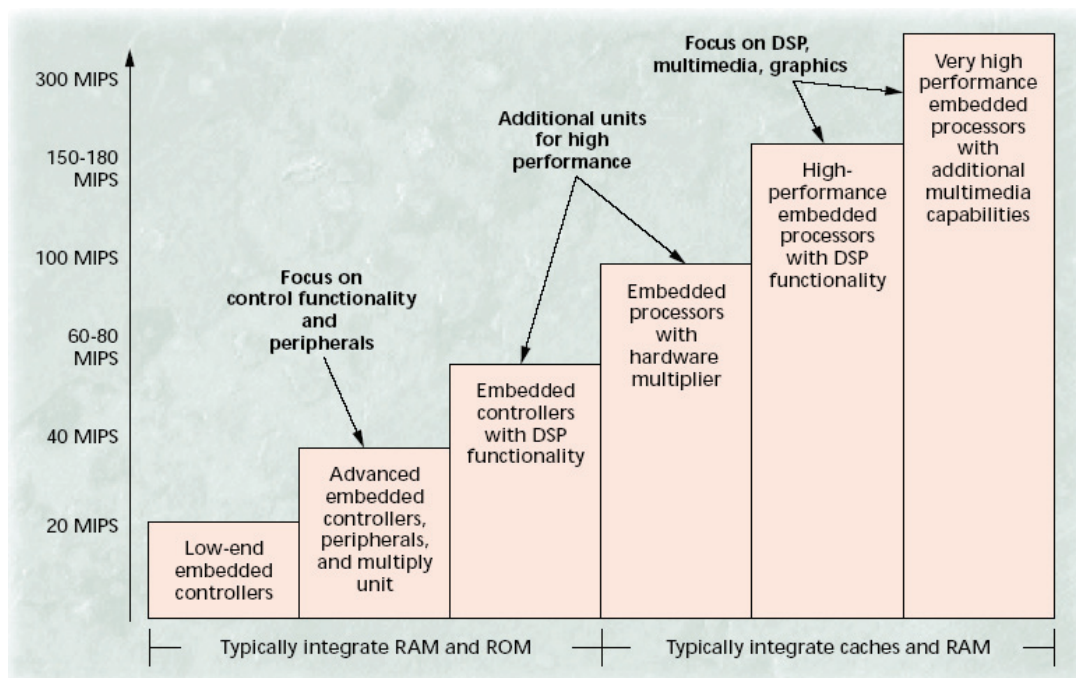 300 MIPS
150-180
MIPS
100 MIPS
60-80
MIPS
40 MIPS
20 MIPS
Focus on
control functionality
and
peripherals
Additional units
for high
performance
Focus on DSP,
multimedia, graphics
Low-end
embedded
controllers
Advanced
embedded
controllers,
peripherals,
and multiply
unit
Embedded
controllers
with DSP
functionality
Embedded
processors
with
hardware
multiplier
High-
performance
embedded
processors
with DSP
functionality
Very high
performance
embedded
processors
with
additional
multimedia
capabilities
Typically integrate RAM and ROM
Typically integrate caches and RAM